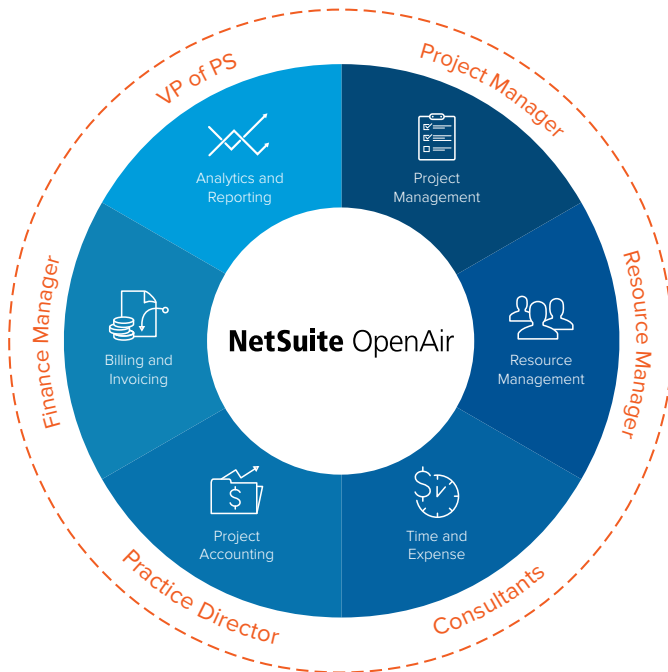 VP of PS
Project Manager
Analytics and
Reporting
Project
Management
Finance Manager
Billing and
Invoicing
NetSuite OpenAir
Resource
Management
Resource Manager
Project
Accounting
Time and
Expense
Practice Director
Consultants